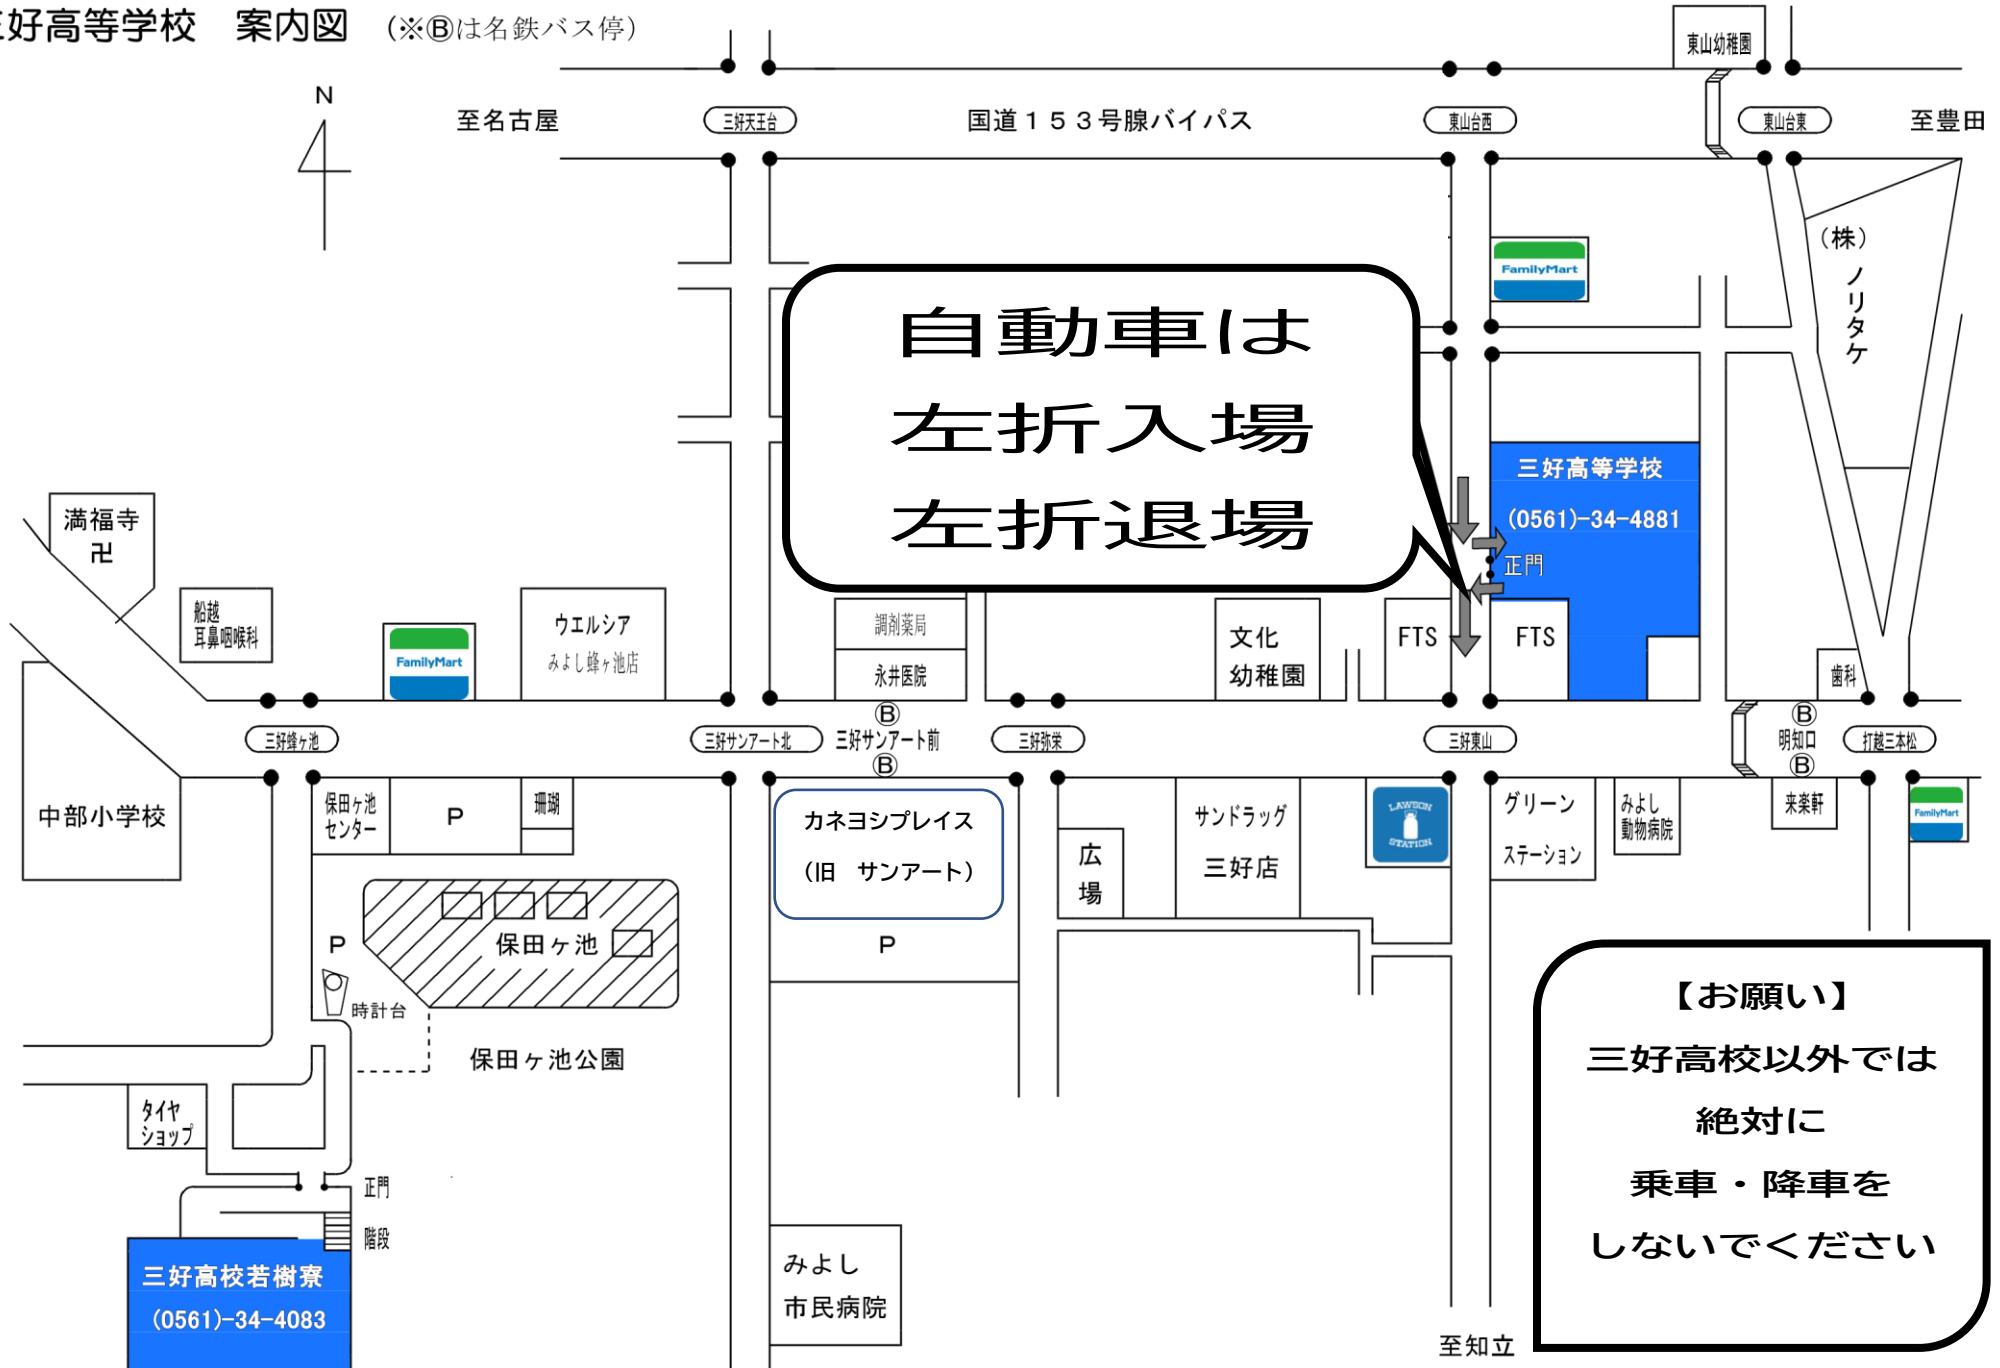 三好高等学校　案内図　(※Ⓑは名鉄バス停)
N
至名古屋
三好天王台
国道１５３号腺バイパス
東山台西
東山幼稚園
東山台東
至豊田
FamilyMart
(株)ノリタケ
自動車は
左折入場
左折退場
三好高等学校
(0561)-34-4881
正門
満福寺
卍
船越
耳鼻咽喉科
FamilyMart
ウエルシア
みよし蜂ヶ池店
調剤薬局
永井医院
文化
幼稚園
FTS
FTS
歯科
三好蜂ヶ池
三好サンアート北
Ⓑ
三好サンアート前
Ⓑ
三好弥栄
三好東山
Ⓑ
明知口
Ⓑ
打越三本松
中部小学校
保田ヶ池
センター
P
珊瑚
カネヨシプレイス
(旧　サンアート)
P
広場
サンドラッグ
三好店
LAWSON
STATION
グリーン
ステーション
みよし
動物病院
来楽軒
FamilyMart
P
保田ヶ池
時計台
保田ヶ池公園
タイヤ
ショップ
正門
階段
三好高校若樹寮
(0561)-34-4083
みよし
市民病院
至知立
【お願い】
三好高校以外では
絶対に
乗車・降車を
しないでください